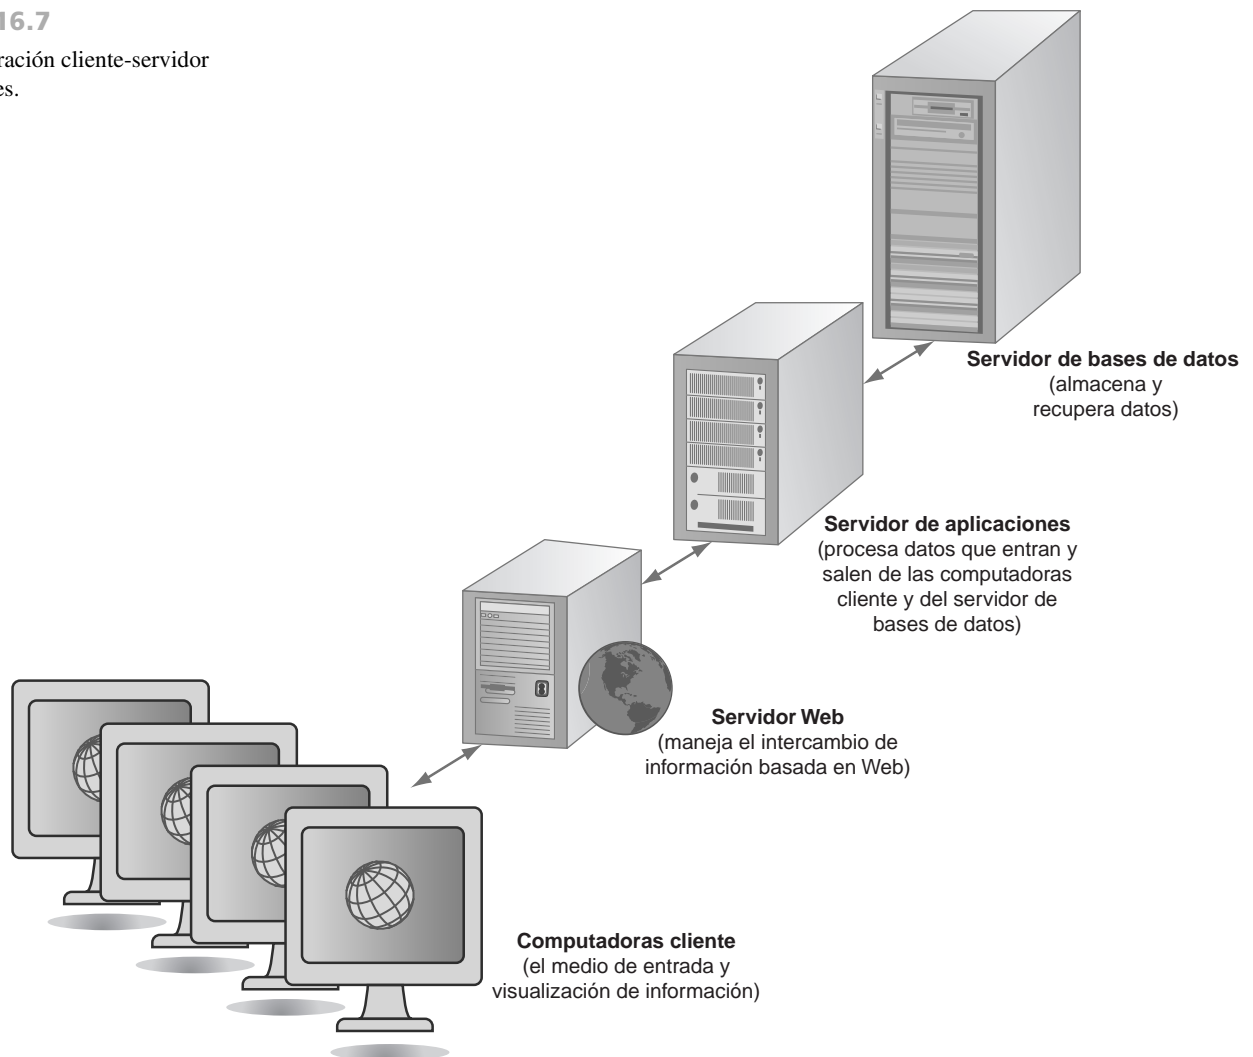 16.7
ración cliente-servidor
es.
Servidor de bases de datos
(almacena y
recupera datos)
Servidor de aplicaciones
(procesa datos que entran y
salen de las computadoras
cliente y del servidor de
bases de datos)
Servidor Web
(maneja el intercambio de
información basada en Web)
Computadoras cliente
(el medio de entrada y
visualización de información)